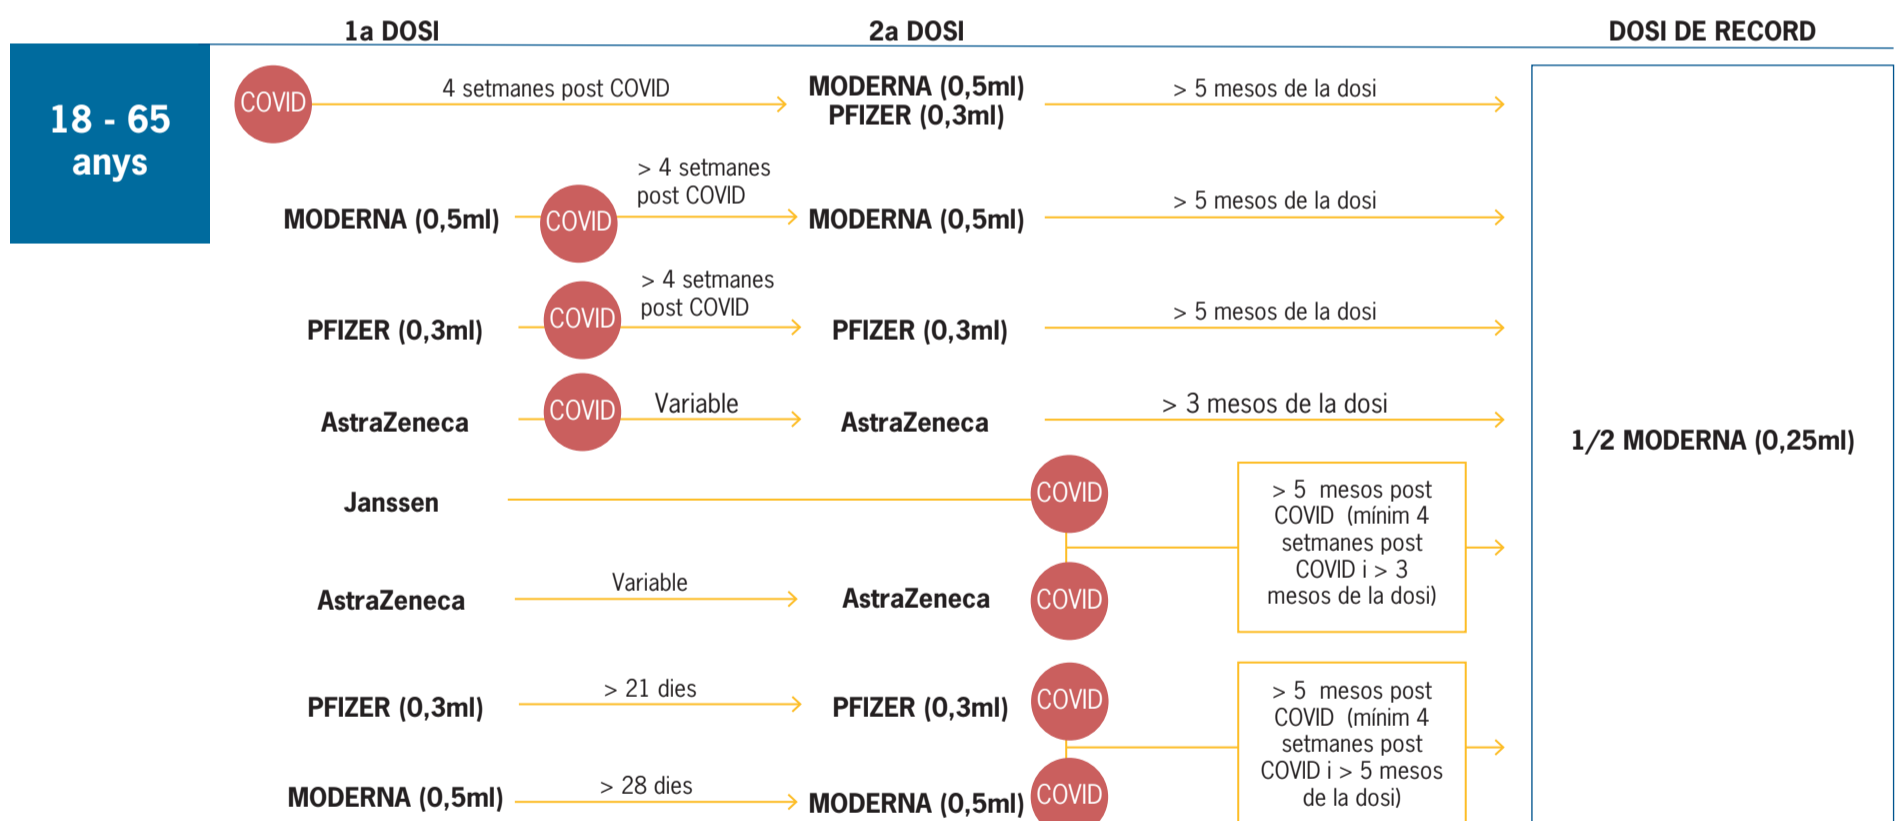 1a DOSI
2a DOSI
DOSI DE RECORD
18 - 65
anys
COVID
4 setmanes post COVID
MODERNA (0,5ml)
PFIZER (0,3ml)
> 5 mesos de la dosi
MODERNA (0,5ml)
COVID
> 4 setmanes
post COVID
MODERNA (0,5ml)
> 5 mesos de la dosi
PFIZER (0,3ml)
COVID
> 4 setmanes
post COVID
PFIZER (0,3ml)
> 5 mesos de la dosi
AstraZeneca
COVID
Variable
AstraZeneca
> 3 mesos de la dosi
1/2 MODERNA (0,25ml)
Janssen
COVID
> 5 mesos post
COVID (mínim 4
setmanes post
COVID i > 3
mesos de la dosi)
AstraZeneca
Variable
AstraZeneca
COVID
PFIZER (0,3ml)
> 21 dies
PFIZER (0,3ml)
COVID
> 5 mesos post
COVID (mínim 4
setmanes post
COVID i > 5 mesos
de la dosi)
MODERNA (0,5ml)
> 28 dies
MODERNA (0,5ml)
COVID